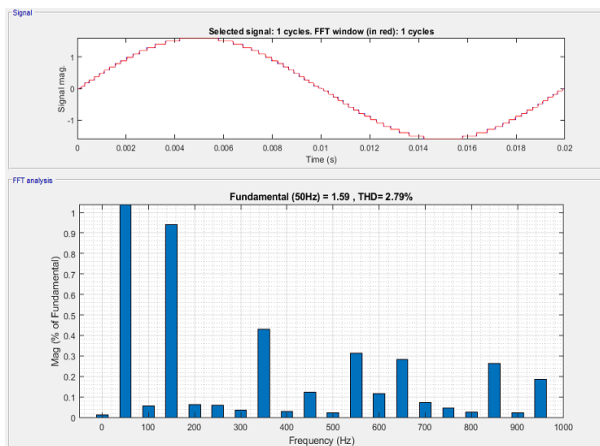 Signal
Selected signal: 1 cycles. FFT window (in red): 1 cycles
Signal mag.
1
0
-1
0 0.002 0.004 0.006 0.008 0.01 0.012 0.014 0.016 0.018 0.02
Time (s)
FFT analysis
Fundamental (50Hz) = 1.59 , THD= 2.79%
Mag (% of Fundamental)
1
0.9
0.8
0.7
0.6
0.5
0.4
0.3
0.2
0.1
0
0 100 200 300 400 500 600 700 800 900 1000
Frequency (Hz)